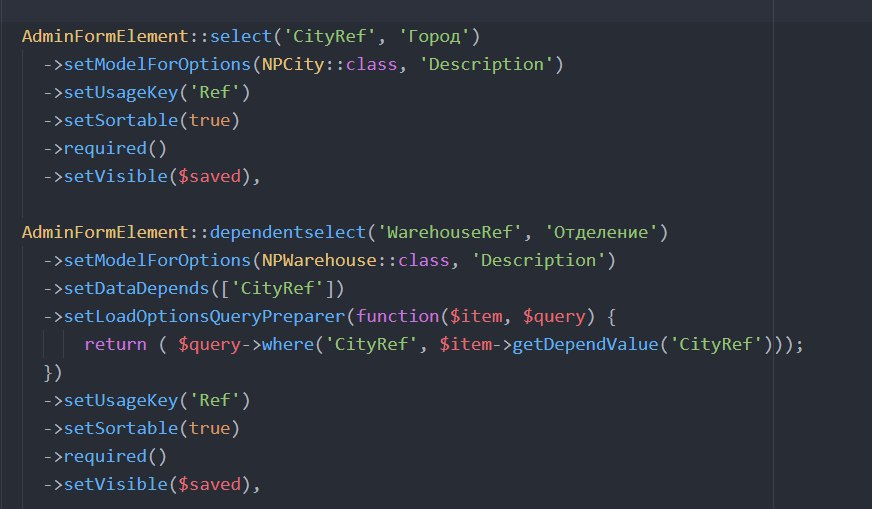 AdminFormElement::select('CityRef', 'Город')
->setModelForOptions(NPCity::class, 'Description')
->setUsageKey('Ref')
->setSortable(true)
->required()
->setVisible($saved),
AdminFormElement::dependentselect('WarehouseRef', 'Отделение')
->setModelForOptions(NPWarehouse::class, 'Description')
->setDataDepends(['CityRef'])
->setLoadOptionsQueryPreparer(function($item, $query) {
return ( $query->where('CityRef', $item->getDependValue('CityRef')));
})
->setUsageKey('Ref')
->setSortable(true)
->required()
->setVisible($saved),